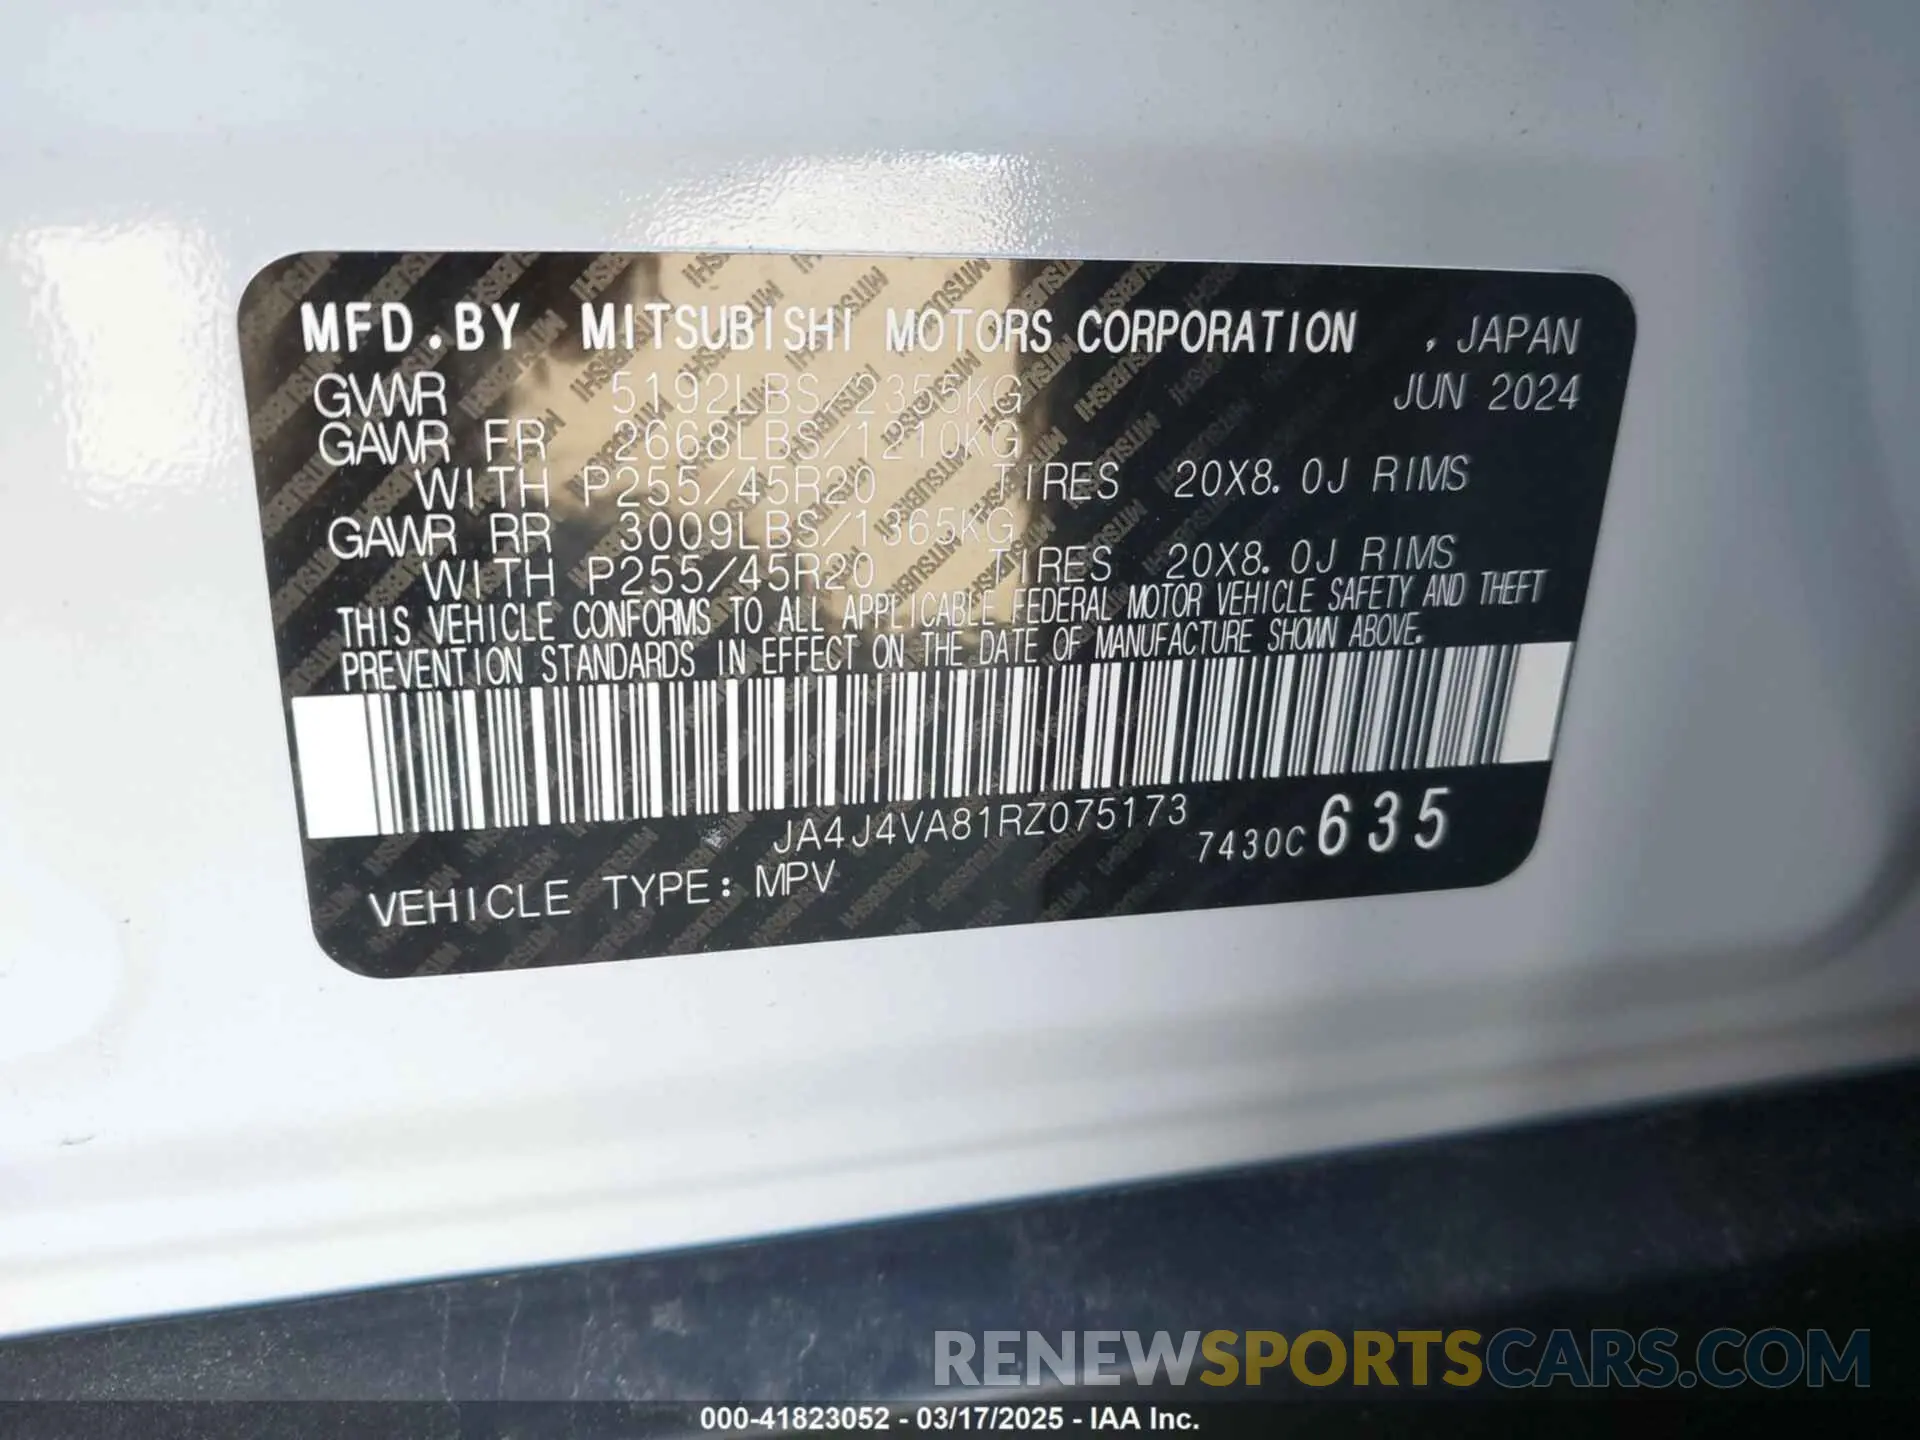 MFD.BY MITSUBISHI MOTORS CORPORATION , JAPAN
GVWR 5192LBS/2355KG JUN 2024
GAWR FR 2668LBS/1210KG
WITH P255/45R20 TIRES 20X8.0J RIMS
GAWR RR 3009LBS/1365KG
WITH P255/45R20 TIRES 20X8.0J RIMS
THIS VEHICLE CONFORMS TO ALL APPLICABLE FEDERAL MOTOR VEHICLE SAFETY AND THEFT
PREVENTION STANDARDS IN EFFECT ON THE DATE OF MANUFACTURE SHOWN ABOVE.
JA4J4VA81RZ075173 7430C 635
VEHICLE TYPE: MPV
RENEWSPORTSCARS.COM
000-41823052 - 03/17/2025 - IAA Inc.